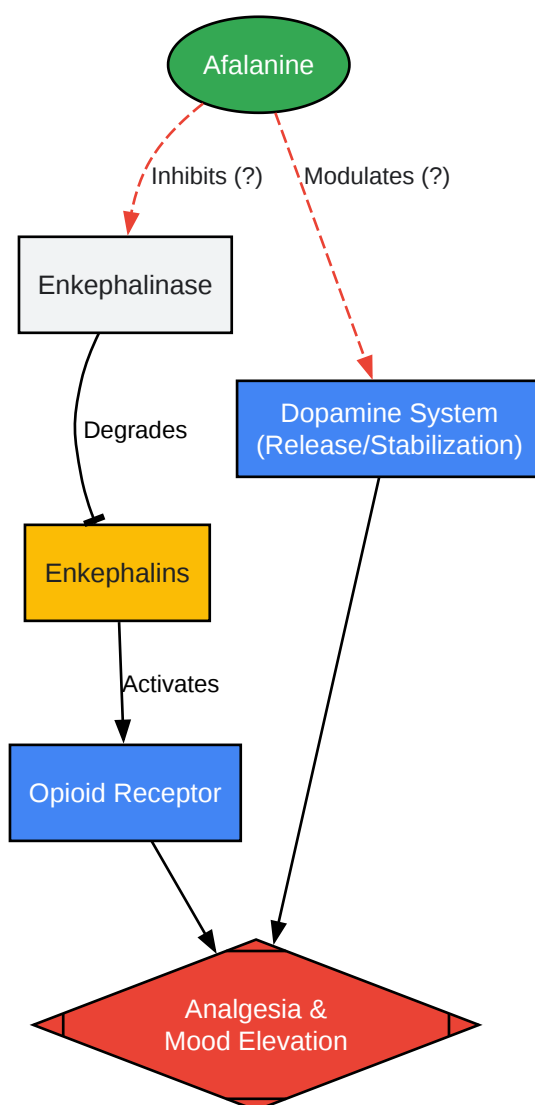 Afalanine
Inhibits (?)
Modulates (?)
Enkephalinase
Dopamine System
(Release/Stabilization)
Degrades
Enkephalins
Activates
Opioid Receptor
Analgesia &
Mood Elevation